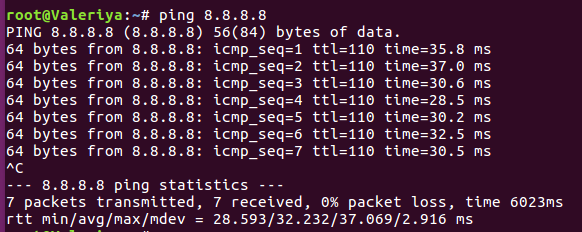 root@Valeriya:~# ping 8.8.8.8
PING 8.8.8.8 (8.8.8.8) 56(84) bytes of data.
64 bytes from 8.8.8.8: icmp_seq=1 ttl=110 time=35.8 ms
64 bytes from 8.8.8.8: icmp_seq=2 ttl=110 time=37.0 ms
64 bytes from 8.8.8.8: icmp_seq=3 ttl=110 time=30.6 ms
64 bytes from 8.8.8.8: icmp_seq=4 ttl=110 time=28.5 ms
64 bytes from 8.8.8.8: icmp_seq=5 ttl=110 time=30.2 ms
64 bytes from 8.8.8.8: icmp_seq=6 ttl=110 time=32.5 ms
64 bytes from 8.8.8.8: icmp_seq=7 ttl=110 time=30.5 ms
^C
--- 8.8.8.8 ping statistics ---
7 packets transmitted, 7 received, 0% packet loss, time 6023ms
rtt min/avg/max/mdev = 28.593/32.232/37.069/2.916 ms